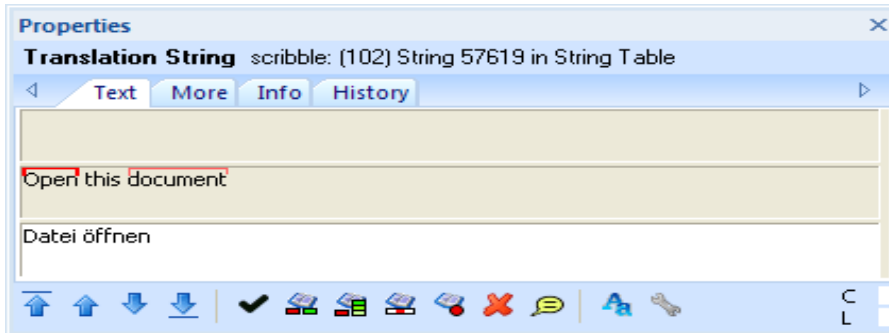 Properties
Translation String scribble: (102) String 57619 in String Table
Text More Info History
Open this document
Datei öffnen
C
L